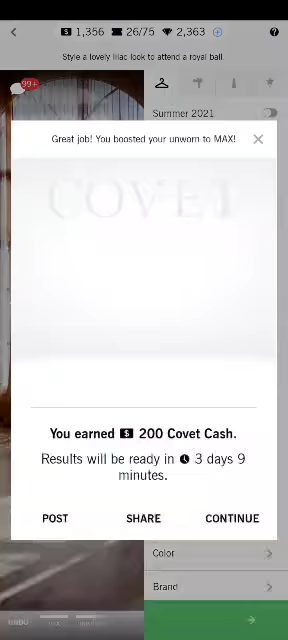 1,356 26/75 2,363
Style a lovely lilac look to attend a royal ball
99+
Summer 2021
Great job! You boosted your unworn to MAX!
COVET
You earned $ 200 Covet Cash.
Results will be ready in 3 days 9
minutes.
POST SHARE CONTINUE
Color
Brand